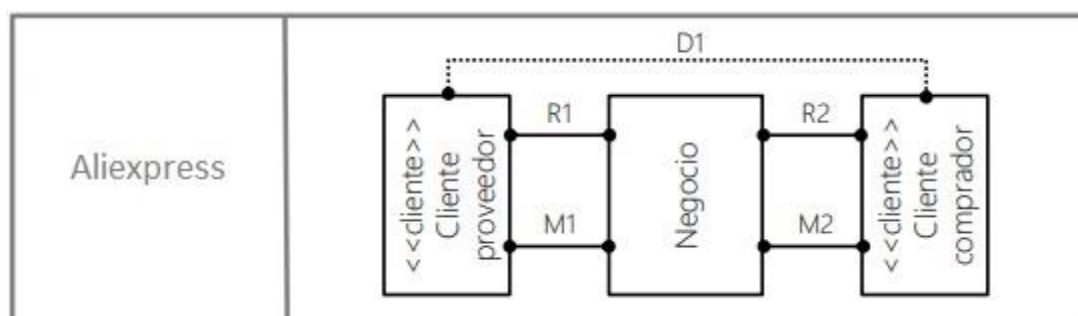 Aliexpress
D1
<<cliente>>
Cliente
proveedor
R1
M1
Negocio
R2
M2
<<cliente>>
Cliente
comprador